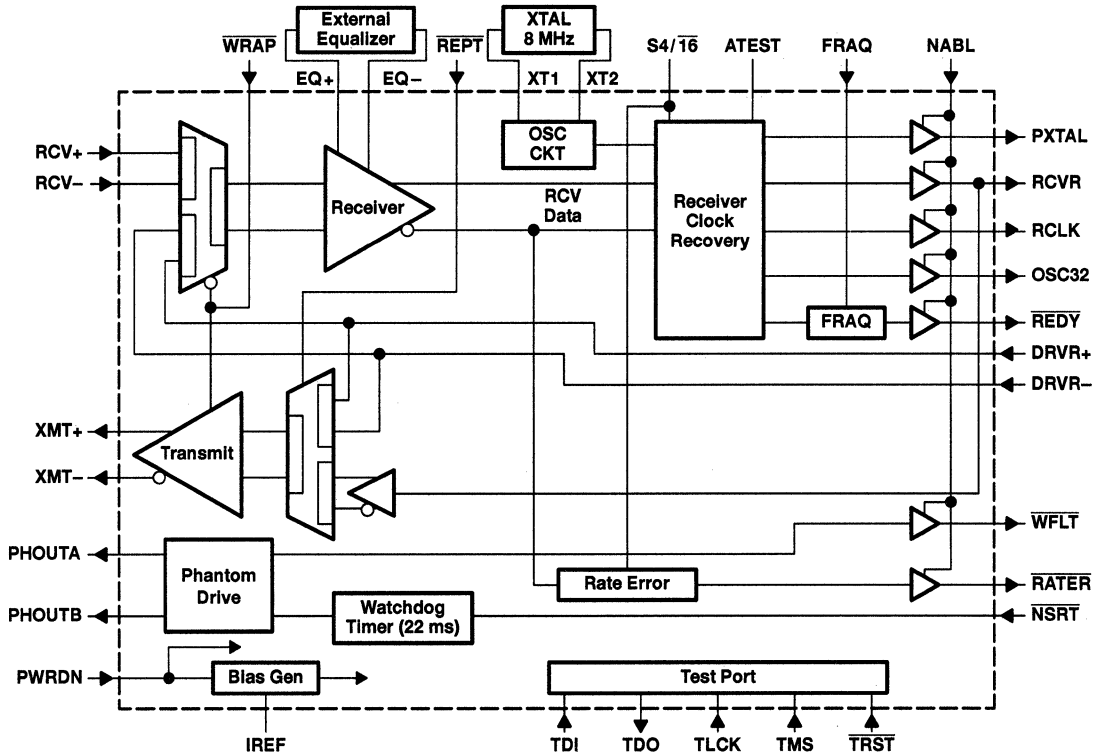 External
Equalizer
XTAL
8 MHz
WRAP
REPT
S4/16
ATEST
FRAQ
NABL
EQ+
EQ–
XT1
XT2
OSC
CKT
PXTAL
RCV+
RCV–
RCVR
Receiver
RCV
Data
Receiver
Clock
Recovery
RCLK
OSC32
FRAQ
REDY
DRVR+
DRVR–
XMT+
Transmit
XMT–
WFLT
PHOUTA
Phantom
Drive
Rate Error
RATER
PHOUTB
Watchdog
Timer (22 ms)
NSRT
PWRDN
Bias Gen
Test Port
IREF
TDI
TDO
TLCK
TMS
TRST